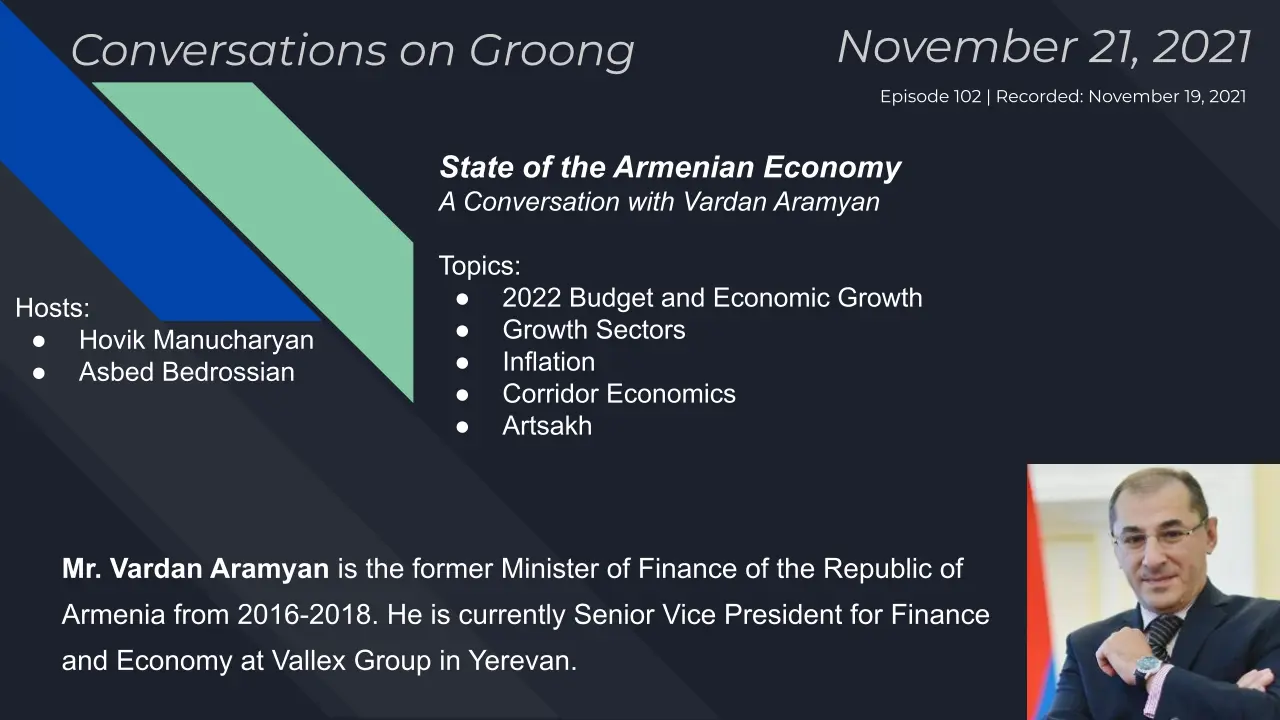 Conversations on Groong
November 21, 2021
Episode 102 | Recorded: November 19, 2021
State of the Armenian Economy
A Conversation with Vardan Aramyan
Topics:
● 2022 Budget and Economic Growth
● Growth Sectors
● Inflation
● Corridor Economics
● Artsakh
Hosts:
● Hovik Manucharyan
● Asbed Bedrossian
Mr. Vardan Aramyan is the former Minister of Finance of the Republic of
Armenia from 2016-2018. He is currently Senior Vice President for Finance
and Economy at Vallex Group in Yerevan.